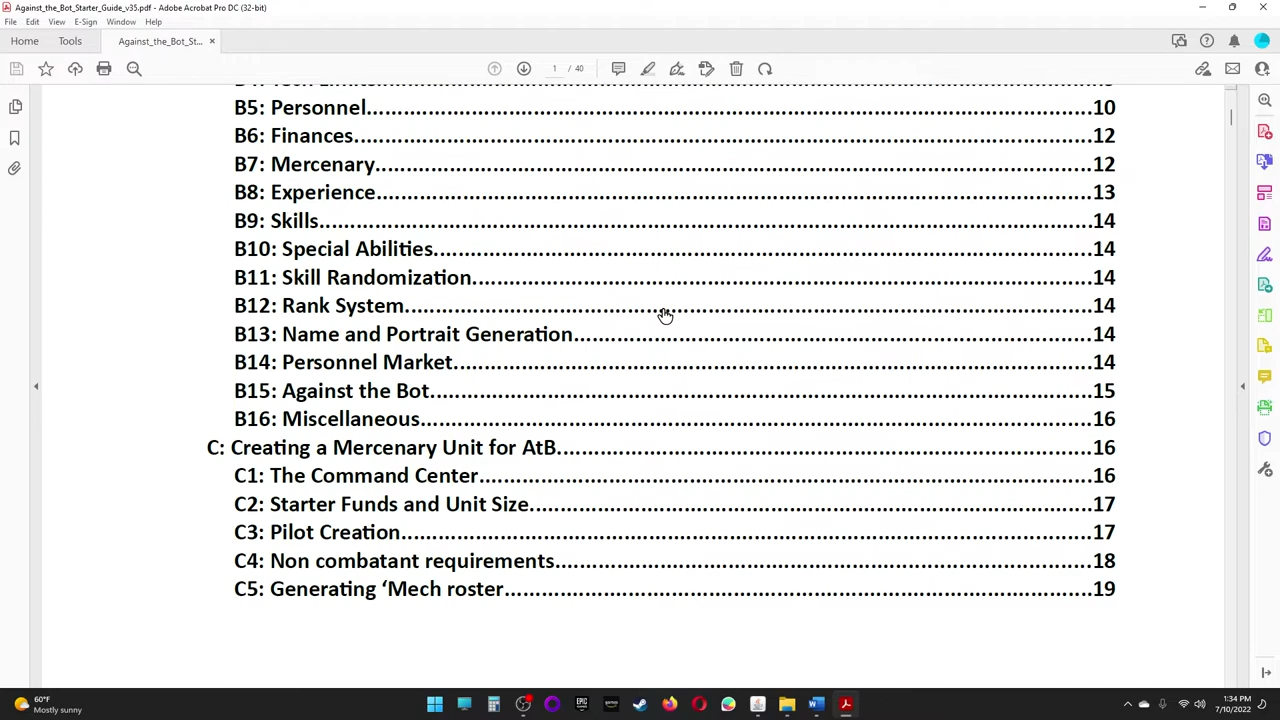 Against_the_Bot_Starter_Guide_v35.pdf - Adobe Acrobat Pro DC (32-bit)
File Edit View E-Sign Window Help
Home Tools Against_the_Bot_St... ×
1 / 40
B5: Personnel 10
B6: Finances 12
B7: Mercenary 12
B8: Experience 13
B9: Skills 14
B10: Special Abilities 14
B11: Skill Randomization 14
B12: Rank System 14
B13: Name and Portrait Generation 14
B14: Personnel Market 14
B15: Against the Bot 15
B16: Miscellaneous 16
C: Creating a Mercenary Unit for AtB 16
C1: The Command Center 16
C2: Starter Funds and Unit Size 17
C3: Pilot Creation 17
C4: Non combatant requirements 18
C5: Generating ‘Mech roster 19
60°F
Mostly sunny
1:34 PM
7/10/2022